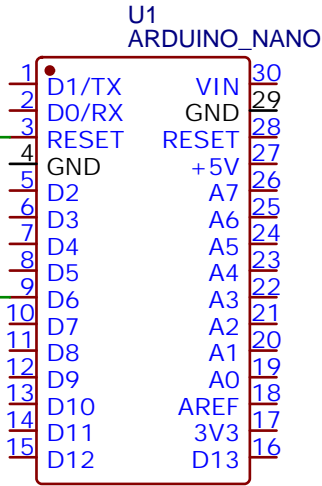 U1
ARDUINO_NANO
1 D1/TX VIN 30
2 D0/RX GND 29
3 RESET RESET 28
4 GND +5V 27
5 D2 A7 26
6 D3 A6 25
7 D4 A5 24
8 D5 A4 23
9 D6 A3 22
10 D7 A2 21
11 D8 A1 20
12 D9 A0 19
13 D10 AREF 18
14 D11 3V3 17
15 D12 D13 16